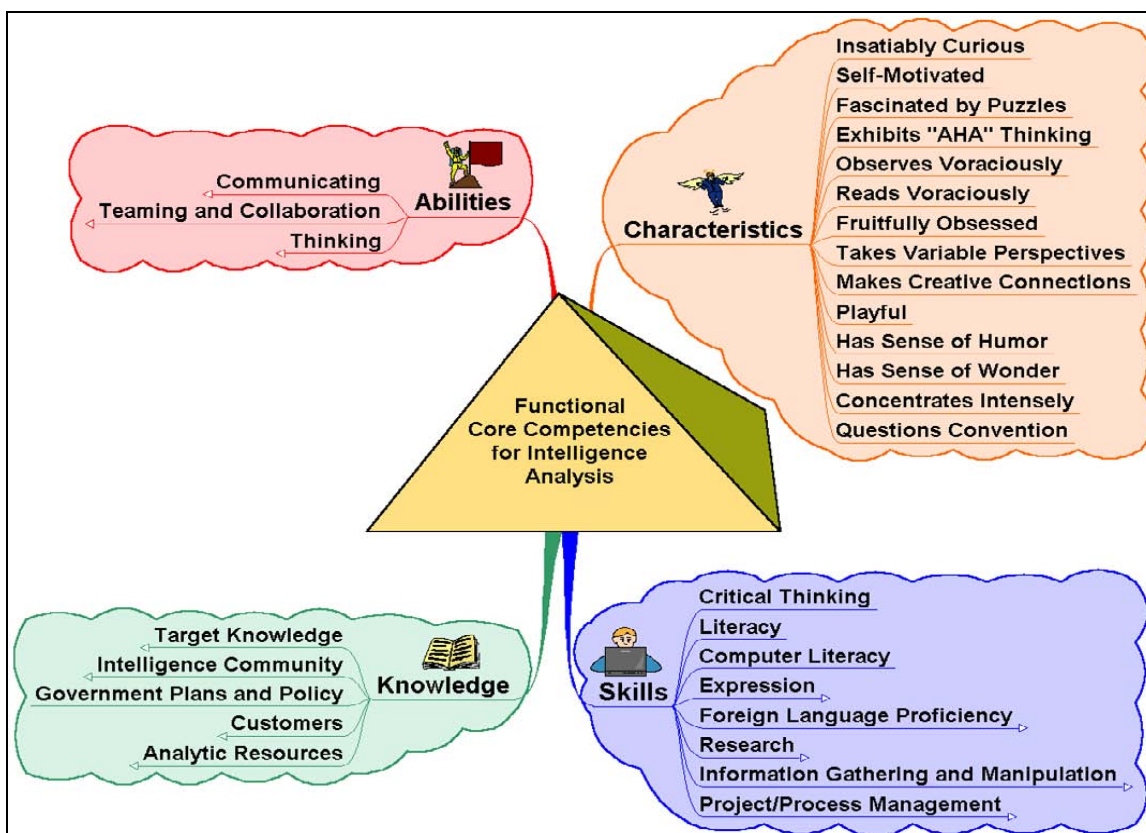 Functional
Core Competencies
for Intelligence
Analysis
Abilities
Communicating
Teaming and Collaboration
Thinking
Characteristics
Insatiably Curious
Self-Motivated
Fascinated by Puzzles
Exhibits "AHA" Thinking
Observes Voraciously
Reads Voraciously
Fruitfully Obsessed
Takes Variable Perspectives
Makes Creative Connections
Playful
Has Sense of Humor
Has Sense of Wonder
Concentrates Intensely
Questions Convention
Knowledge
Target Knowledge
Intelligence Community
Government Plans and Policy
Customers
Analytic Resources
Skills
Critical Thinking
Literacy
Computer Literacy
Expression
Foreign Language Proficiency
Research
Information Gathering and Manipulation
Project/Process Management